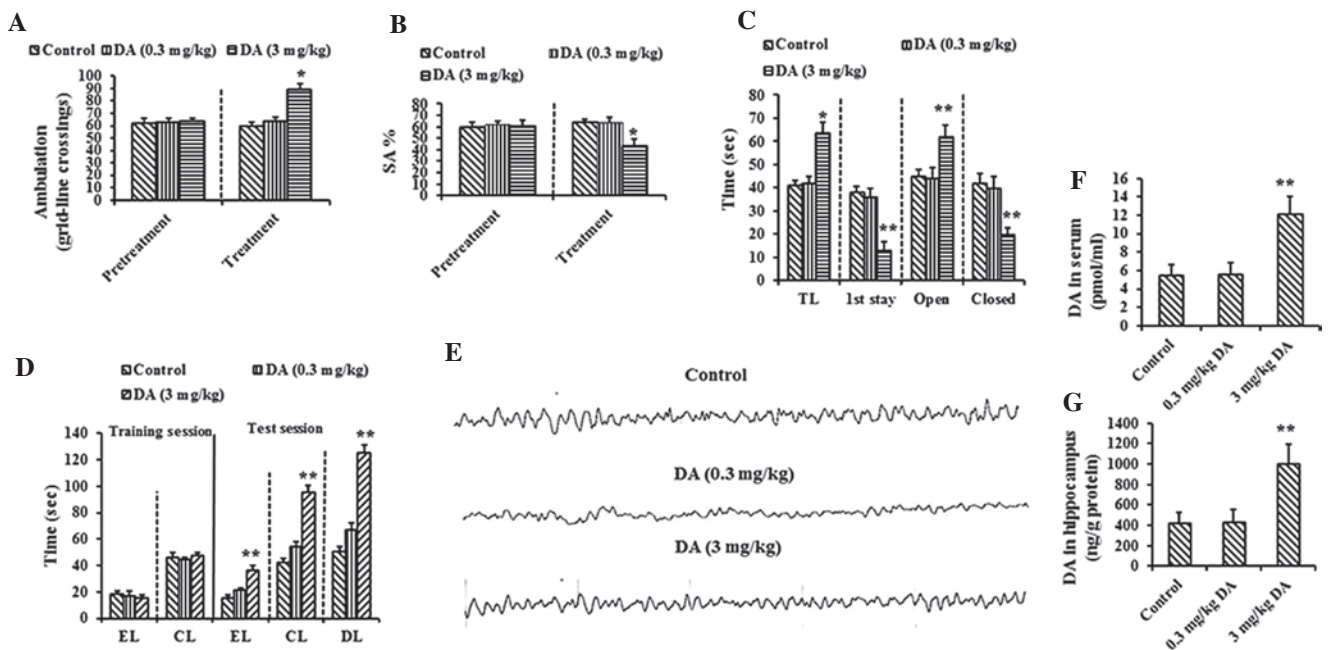 A
Control DA (0.3 mg/kg) DA (3 mg/kg)
Ambulation
(grid-line crossings)
100
90
80
70
60
50
40
30
20
10
0
*
Pretreatment
Treatment
B
Control DA (0.3 mg/kg)
DA (3 mg/kg)
SA %
80
70
60
50
40
30
20
10
0
*
Pretreatment
Treatment
C
Control DA (0.3 mg/kg)
DA (3 mg/kg)
Time (sec)
80
70
60
50
40
30
20
10
0
*
**
**
**
TL 1st stay Open Closed
D
Control DA (0.3 mg/kg)
DA (3 mg/kg)
Time (sec)
140
120
100
80
60
40
20
0
Training session Test session
**
**
**
EL CL EL CL DL
E
Control
DA (0.3 mg/kg)
DA (3 mg/kg)
F
DA in serum
(pmol/ml)
16
14
12
10
8
6
4
2
0
**
Control
0.3 mg/kg DA
3 mg/kg DA
G
DA in hippocampus
(ng/g protein)
1400
1200
1000
800
600
400
200
0
**
Control
0.3 mg/kg DA
3 mg/kg DA